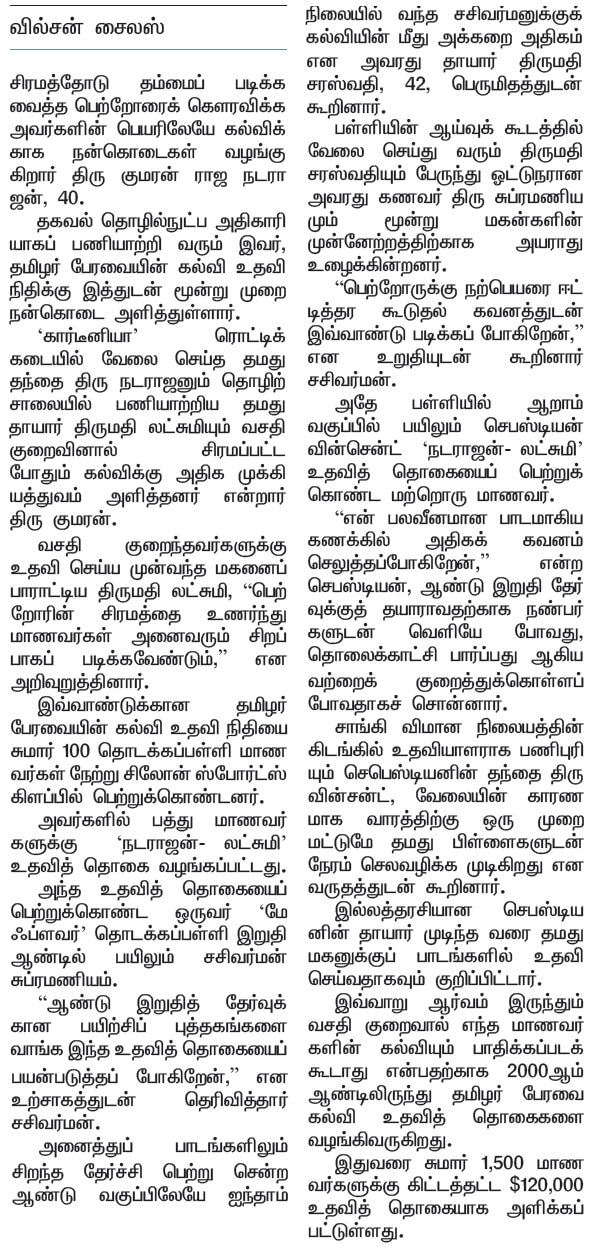 வில்சன் சைலஸ்
சிரமத்தோடு தம்மைப் படிக்க
வைத்த பெற்றோரைக் கௌரவிக்க
அவர்களின் பெயரிலேயே கல்விக்
காக நன்கொடைகள் வழங்கு
கிறார் திரு குமரன் ராஜ நடரா
ஜன், 40.
தகவல் தொழில்நுட்ப அதிகாரி
யாகப் பணியாற்றி வரும் இவர்,
தமிழர் பேரவையின் கல்வி உதவி
நிதிக்கு இத்துடன் மூன்று முறை
நன்கொடை அளித்துள்ளார்.
‘கார்டீனியா’ ரொட்டிக்
கடையில் வேலை செய்த தமது
தந்தை திரு நடராஜனும் தொழிற்
சாலையில் பணியாற்றிய தமது
தாயார் திருமதி லட்சுமியும் வசதி
குறைவினால் சிரமப்பட்ட
போதும் கல்விக்கு அதிக முக்கி
யத்துவம் அளித்தனர் என்றார்
திரு குமரன்.
வசதி குறைந்தவர்களுக்கு
உதவி செய்ய முன்வந்த மகனைப்
பாராட்டிய திருமதி லட்சுமி, “பெற்
றோரின் சிரமத்தை உணர்ந்து
மாணவர்கள் அனைவரும் சிறப்
பாகப் படிக்கவேண்டும்,” என
அறிவுறுத்தினார்.
இவ்வாண்டுக்கான தமிழர்
பேரவையின் கல்வி உதவி நிதியை
சுமார் 100 தொடக்கப்பள்ளி மாண
வர்கள் நேற்று சிலோன் ஸ்போர்ட்ஸ்
கிளப்பில் பெற்றுக்கொண்டனர்.
அவர்களில் பத்து மாணவர்
களுக்கு ‘நடராஜன்- லட்சுமி’
உதவித் தொகை வழங்கப்பட்டது.
அந்த உதவித் தொகையைப்
பெற்றுக்கொண்ட ஒருவர் ‘மே
ஃப்ளவர்’ தொடக்கப்பள்ளி இறுதி
ஆண்டில் பயிலும் சசிவர்மன்
சுப்ரமணியம்.
“ஆண்டு இறுதித் தேர்வுக்
கான பயிற்சிப் புத்தகங்களை
வாங்க இந்த உதவித் தொகையைப்
பயன்படுத்தப் போகிறேன்,” என
உற்சாகத்துடன் தெரிவித்தார்
சசிவர்மன்.
அனைத்துப் பாடங்களிலும்
சிறந்த தேர்ச்சி பெற்று சென்ற
ஆண்டு வகுப்பிலேயே ஐந்தாம்
நிலையில் வந்த சசிவர்மனுக்குக்
கல்வியின் மீது அக்கறை அதிகம்
என அவரது தாயார் திருமதி
சரஸ்வதி, 42, பெருமிதத்துடன்
கூறினார்.
பள்ளியின் ஆய்வுக் கூடத்தில்
வேலை செய்து வரும் திருமதி
சரஸ்வதியும் பேருந்து ஓட்டுநரான
அவரது கணவர் திரு சுப்ரமணிய
மும் மூன்று மகன்களின்
முன்னேற்றத்திற்காக அயராது
உழைக்கின்றனர்.
“பெற்றோருக்கு நற்பெயரை ஈட்
டித்தர கூடுதல் கவனத்துடன்
இவ்வாண்டு படிக்கப் போகிறேன்,”
என உறுதியுடன் கூறினார்
சசிவர்மன்.
அதே பள்ளியில் ஆறாம்
வகுப்பில் பயிலும் செபஸ்டியன்
வின்சென்ட் ‘நடராஜன்- லட்சுமி’
உதவித் தொகையைப் பெற்றுக்
கொண்ட மற்றொரு மாணவர்.
“என் பலவீனமான பாடமாகிய
கணக்கில் அதிகக் கவனம்
செலுத்தப்போகிறேன்,” என்ற
செபஸ்டியன், ஆண்டு இறுதி தேர்
வுக்குத் தயாராவதற்காக நண்பர்
களுடன் வெளியே போவது,
தொலைக்காட்சி பார்ப்பது ஆகிய
வற்றைக் குறைத்துக்கொள்ளப்
போவதாகச் சொன்னார்.
சாங்கி விமான நிலையத்தின்
கிடங்கில் உதவியாளராக பணிபுரி
யும் செபெஸ்டியனின் தந்தை திரு
வின்சன்ட், வேலையின் காரண
மாக வாரத்திற்கு ஒரு முறை
மட்டுமே தமது பிள்ளைகளுடன்
நேரம் செலவழிக்க முடிகிறது என
வருதத்துடன் கூறினார்.
இல்லத்தரசியான செபஸ்டிய
னின் தாயார் முடிந்த வரை தமது
மகனுக்குப் பாடங்களில் உதவி
செய்வதாகவும் குறிப்பிட்டார்.
இவ்வாறு ஆர்வம் இருந்தும்
வசதி குறைவால் எந்த மாணவர்
களின் கல்வியும் பாதிக்கப்படக்
கூடாது என்பதற்காக 2000ஆம்
ஆண்டிலிருந்து தமிழர் பேரவை
கல்வி உதவித் தொகைகளை
வழங்கிவருகிறது.
இதுவரை சுமார் 1,500 மாண
வர்களுக்கு கிட்டத்தட்ட $120,000
உதவித் தொகையாக அளிக்கப்
பட்டுள்ளது.